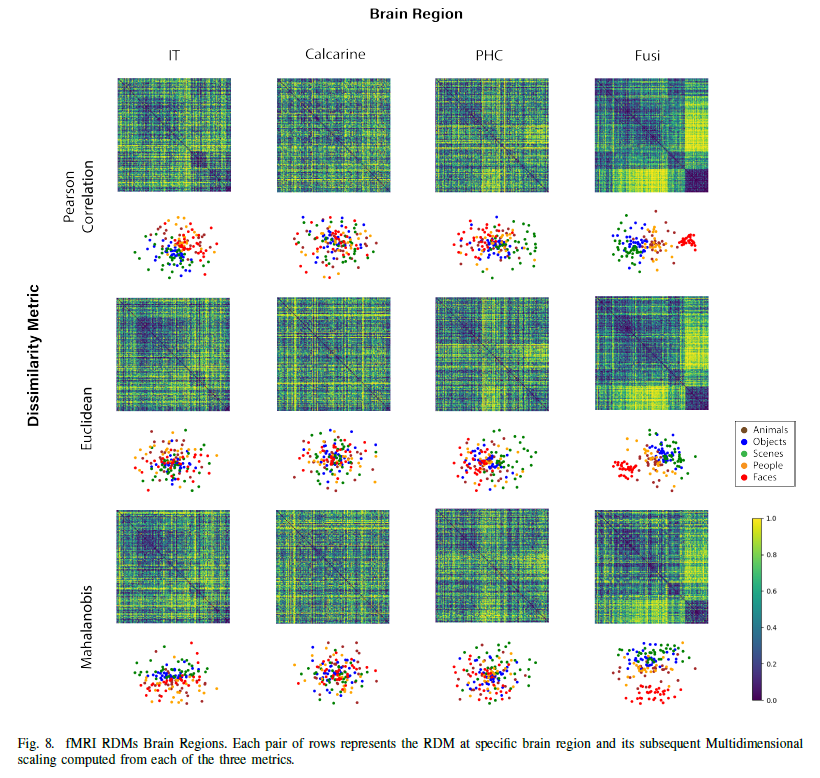 Brain Region
IT Calcarine PHC Fusi
Dissimilarity Metric
Pearson
Correlation
Euclidean
Mahalanobis
Animals
Objects
Scenes
People
Faces
1.0
0.8
0.6
0.4
0.2
0.0
Fig. 8. fMRI RDMs Brain Regions. Each pair of rows represents the RDM at specific brain region and its subsequent Multidimensional
scaling computed from each of the three metrics.